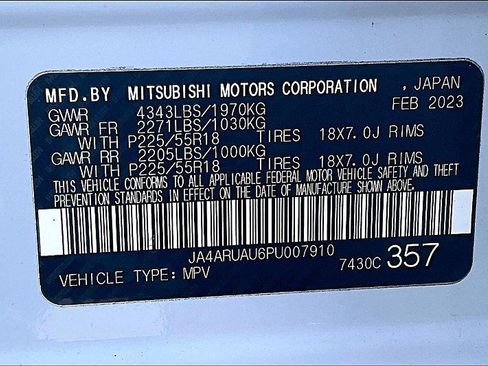 MFD.BY MITSUBISHI MOTORS CORPORATION , JAPAN
GVWR 4343LBS/1970KG FEB 2023
GAWR FR 2271LBS/1030KG
WITH P225/55R18 TIRES 18X7.0J RIMS
GAWR RR 2205LBS/1000KG
WITH P225/55R18 TIRES 18X7.0J RIMS
THIS VEHICLE CONFORMS TO ALL APPLICABLE FEDERAL MOTOR VEHICLE SAFETY AND THEFT
PREVENTION STANDARDS IN EFFECT ON THE DATE OF MANUFACTURE SHOWN ABOVE.
JA4ARUAU6PU007910
VEHICLE TYPE: MPV 7430C 357